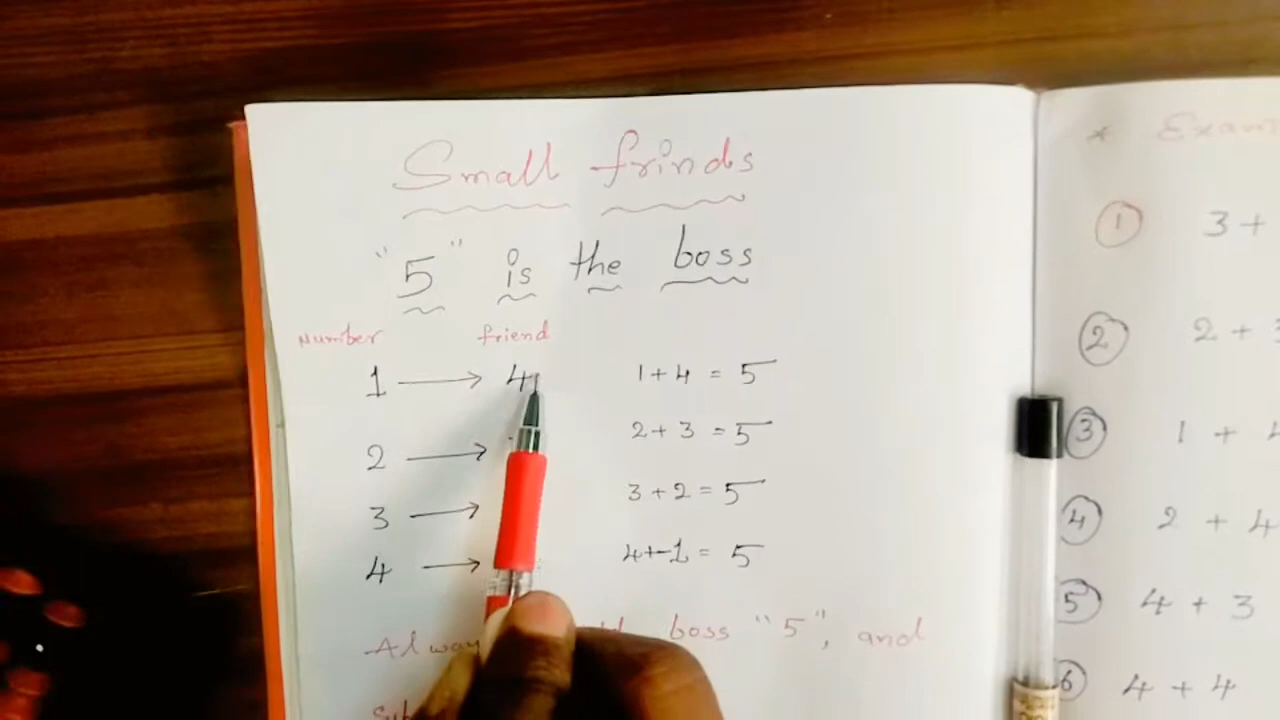 Small frinds
"5" is the boss
Number friend
1 → 4 1 + 4 = 5
2 → 2 + 3 = 5
3 → 3 + 2 = 5
4 → 4 + 1 = 5
boss "5", and
* Exam
① 3 +
② 2 +
③ 1 +
④ 2 + 4
⑤ 4 + 3
⑥ 4 + 4